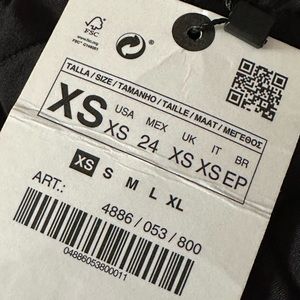 FSC
TALLA / SIZE / TAMANHO / TAILLE / MAAT / ΜΕΓΕΘΟΣ
XS
USA MEX UK IT BR
XS 24 XS XS EP
XS S M L XL
ART.: 4886 / 053 / 800
04886053800011